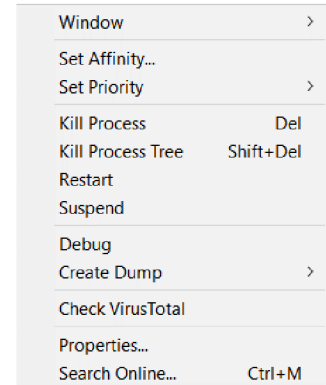 Window >
Set Affinity...
Set Priority >
Kill Process Del
Kill Process Tree Shift+Del
Restart
Suspend
Debug
Create Dump >
Check VirusTotal
Properties...
Search Online... Ctrl+M